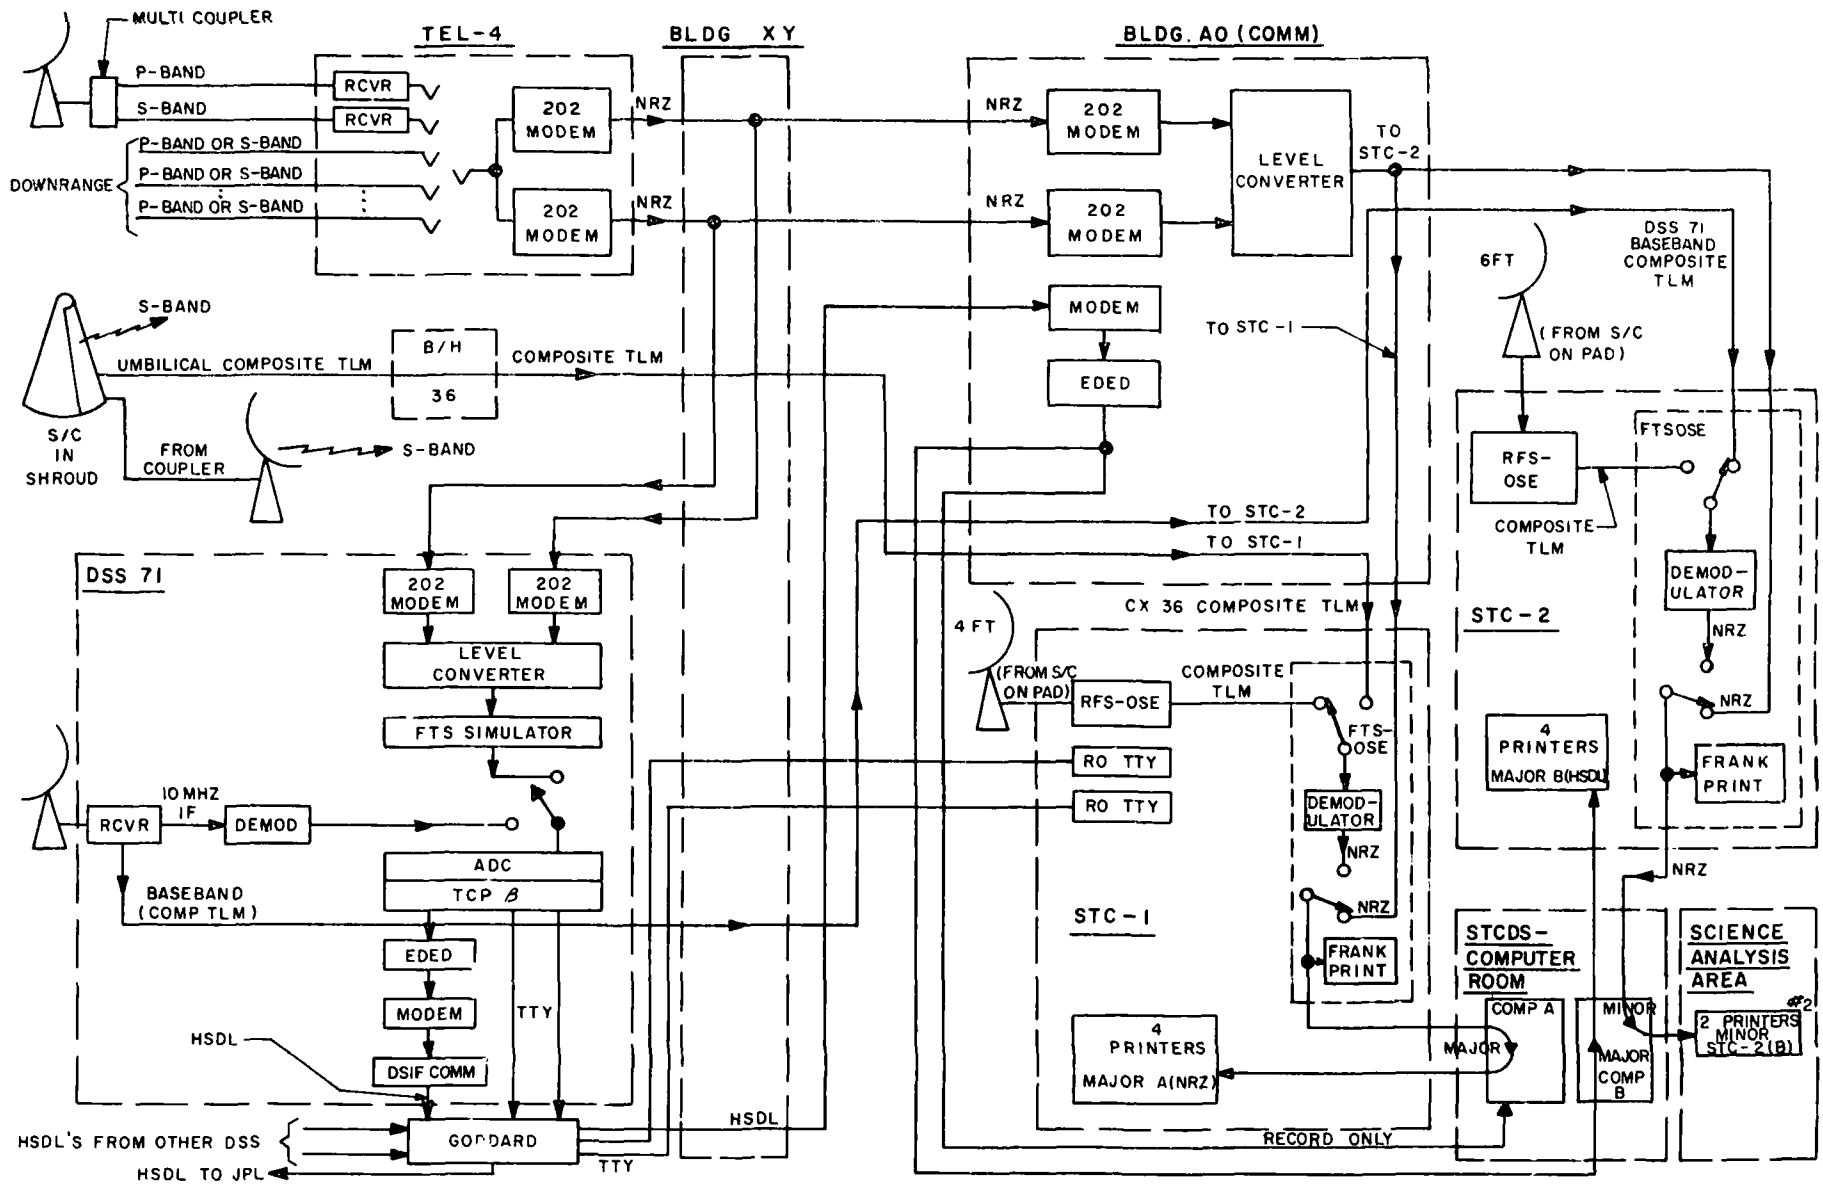 MULTI COUPLER
TEL-4
BLDG XY
BLDG. AO (COMM)
P-BAND
RCVR
S-BAND
RCVR
P-BAND OR S-BAND
DOWNRANGE
P-BAND OR S-BAND
P-BAND OR S-BAND
202
MODEM
NRZ
202
MODEM
NRZ
NRZ
202
MODEM
NRZ
202
MODEM
LEVEL
CONVERTER
TO
STC-2
DSS 71
BASEBAND
COMPOSITE
TLM
6FT
(FROM S/C
ON PAD)
S-BAND
UMBILICAL COMPOSITE TLM
B/H
36
COMPOSITE TLM
MODEM
EDED
TO STC-1
S/C
IN
SHROUD
FROM
COUPLER
S-BAND
FTSOSE
RFS-
OSE
COMPOSITE
TLM
DEMOD-
ULATOR
NRZ
STC-2
NRZ
4
PRINTERS
MAJOR B(HSDL)
FRANK
PRINT
NRZ
TO STC-2
TO STC-1
CX 36 COMPOSITE TLM
DSS 71
202
MODEM
202
MODEM
LEVEL
CONVERTER
FTS SIMULATOR
RCVR
10 MHZ
IF
DEMOD
ADC
TCP β
BASEBAND
(COMP TLM)
EDED
MODEM
TTY
HSDL
DSIF COMM
GODDARD
HSDL'S FROM OTHER DSS
HSDL TO JPL
TTY
HSDL
4FT
(FROM S/C
ON PAD)
RFS-OSE
COMPOSITE
TLM
FTS-
OSE
RO TTY
RO TTY
DEMOD-
ULATOR
NRZ
NRZ
STC-1
FRANK
PRINT
4
PRINTERS
MAJOR A(NRZ)
RECORD ONLY
STCDS-
COMPUTER
ROOM
COMP A
MAJOR
MINOR
MAJOR
COMP
B
SCIENCE
ANALYSIS
AREA
#2
2 PRINTERS
MINOR
STC-2(B)